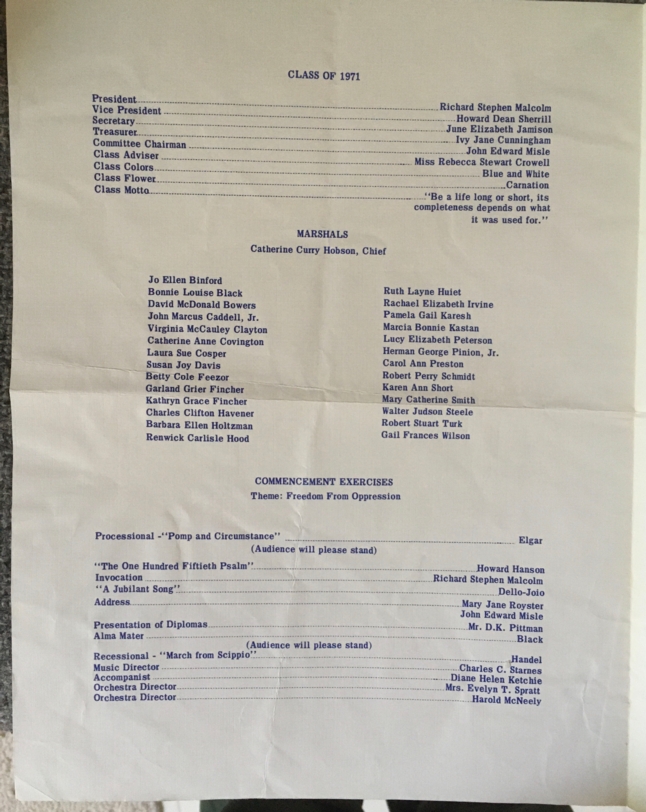 CLASS OF 1971
President Richard Stephen Malcolm
Vice President Howard Dean Sherrill
Secretary June Elizabeth Jamison
Treasurer Ivy Jane Cunningham
Committee Chairman John Edward Misle
Class Adviser Miss Rebecca Stewart Crowell
Class Colors Blue and White
Class Flower Carnation
Class Motto "Be a life long or short, its
completeness depends on what
it was used for."
MARSHALS
Catherine Curry Hobson, Chief
Jo Ellen Binford
Bonnie Louise Black
David McDonald Bowers
John Marcus Caddell, Jr.
Virginia McCauley Clayton
Catherine Anne Covington
Laura Sue Cosper
Susan Joy Davis
Betty Cole Feezor
Garland Grier Fincher
Kathryn Grace Fincher
Charles Clifton Havener
Barbara Ellen Holtzman
Renwick Carlisle Hood
Ruth Layne Huiet
Rachael Elizabeth Irvine
Pamela Gail Karesh
Marcia Bonnie Kastan
Lucy Elizabeth Peterson
Herman George Pinion, Jr.
Carol Ann Preston
Robert Perry Schmidt
Karen Ann Short
Mary Catherine Smith
Walter Judson Steele
Robert Stuart Turk
Gail Frances Wilson
COMMENCEMENT EXERCISES
Theme: Freedom From Oppression
Processional -"Pomp and Circumstance" Elgar
(Audience will please stand)
"The One Hundred Fiftieth Psalm" Howard Hanson
Invocation Richard Stephen Malcolm
"A Jubilant Song" Dello-Joio
Address Mary Jane Royster
John Edward Misle
Presentation of Diplomas Mr. D.K. Pittman
Alma Mater Black
(Audience will please stand)
Recessional - "March from Scippio" Handel
Music Director Charles C. Starnes
Accompanist Diane Helen Ketchie
Orchestra Director Mrs. Evelyn T. Spratt
Orchestra Director Harold McNeely